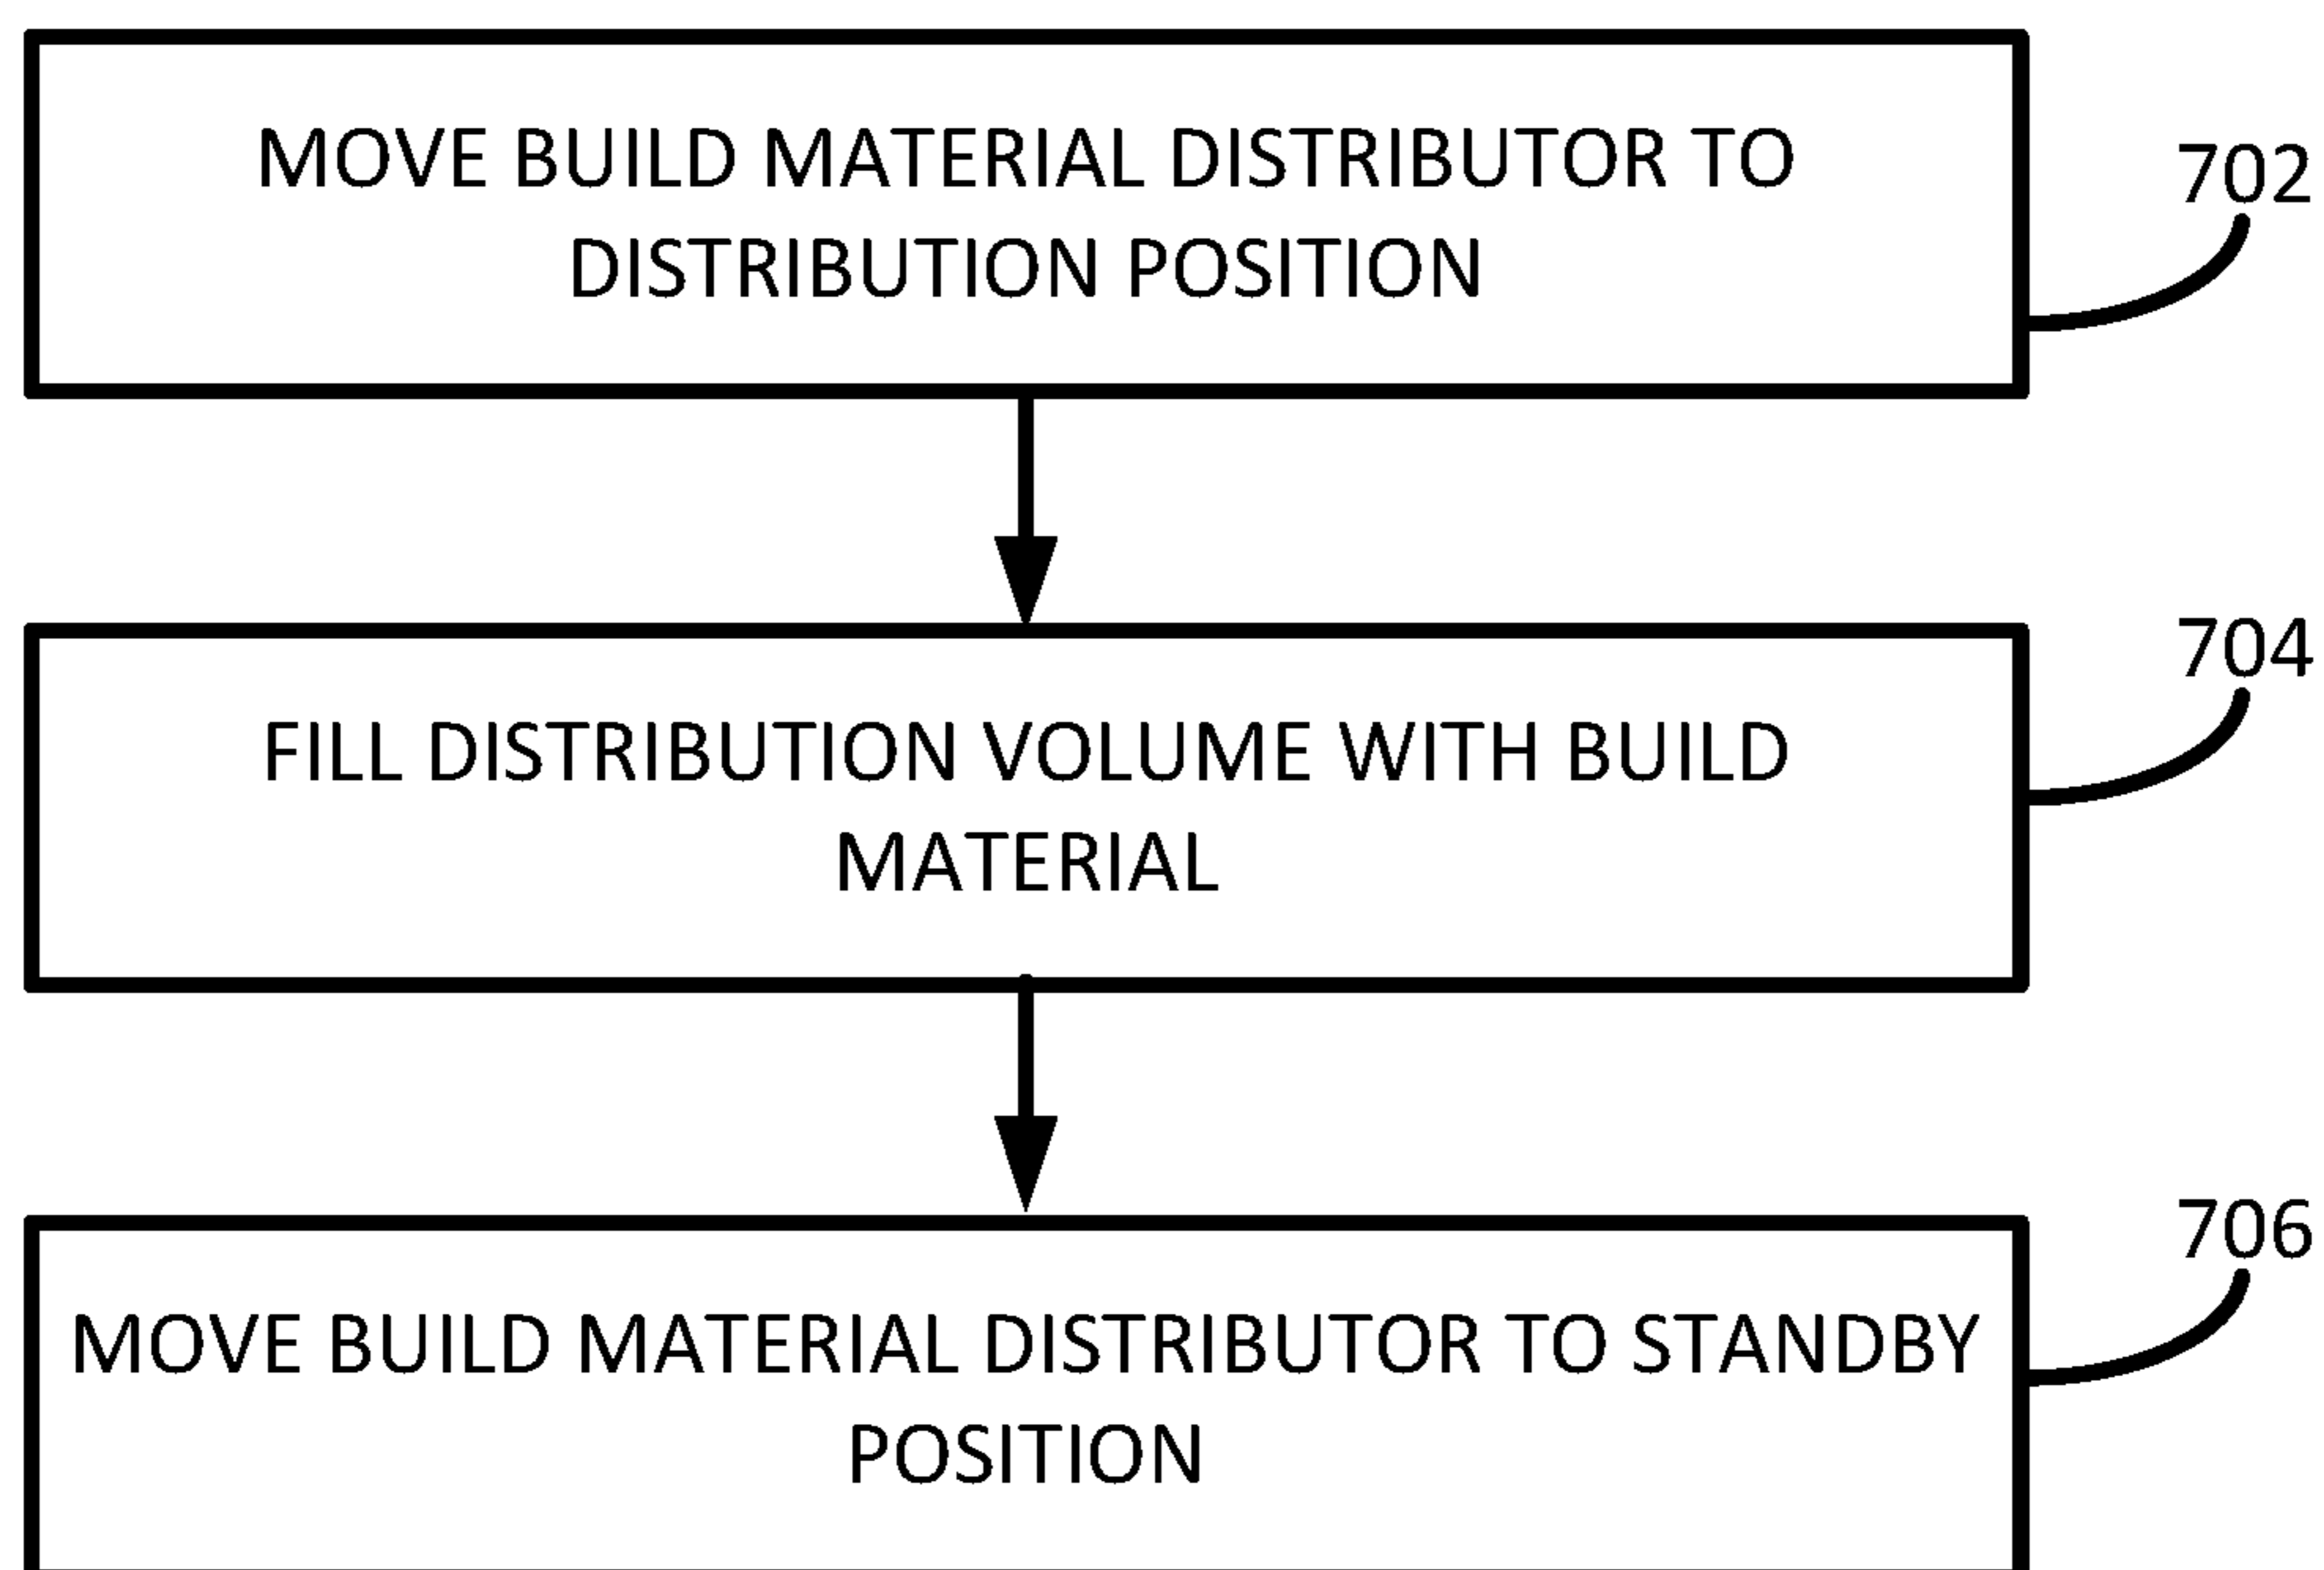 MOVE BUILD MATERIAL DISTRIBUTOR TO
DISTRIBUTION POSITION
702
FILL DISTRIBUTION VOLUME WITH BUILD
MATERIAL
704
MOVE BUILD MATERIAL DISTRIBUTOR TO STANDBY
POSITION
706